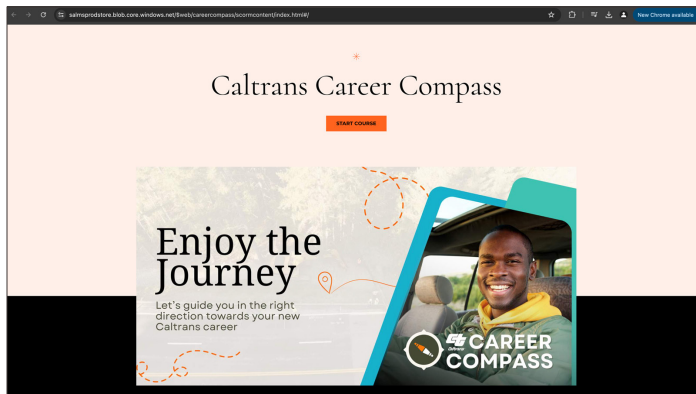 salmsprodstore.blob.core.windows.net/$web/careercompass/scormcontent/index.html#/
New Chrome available
Caltrans Career Compass
START COURSE
Enjoy the
Journey
Let's guide you in the right
direction towards your new
Caltrans career
CAREER
COMPASS